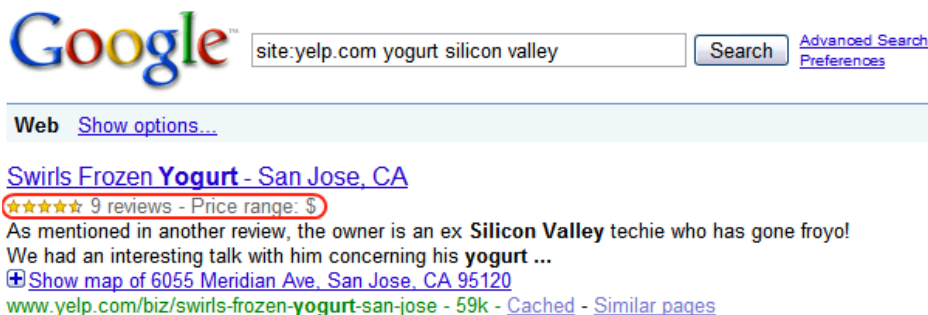 Google™ site:yelp.com yogurt silicon valley Search Advanced Search
Preferences
Web Show options...
Swirls Frozen Yogurt - San Jose, CA
9 reviews - Price range: $
As mentioned in another review, the owner is an ex Silicon Valley techie who has gone froyo!
We had an interesting talk with him concerning his yogurt ...
Show map of 6055 Meridian Ave, San Jose, CA 95120
www.yelp.com/biz/swirls-frozen-yogurt-san-jose - 59k - Cached - Similar pages